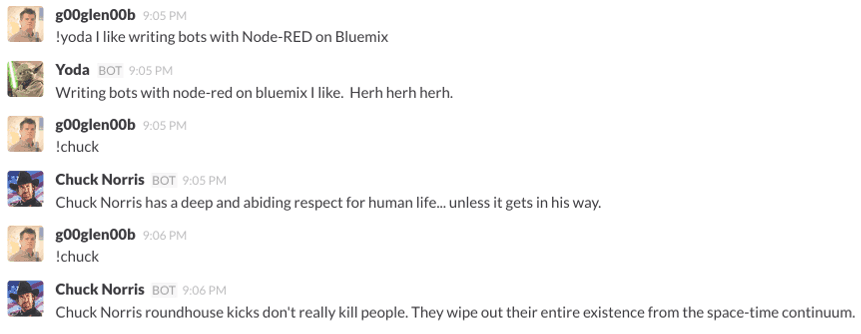 g00glen00b 9:05 PM
!yoda I like writing bots with Node-RED on Bluemix
Yoda BOT 9:05 PM
Writing bots with node-red on bluemix I like.  Herh herh herh.
g00glen00b 9:05 PM
!chuck
Chuck Norris BOT 9:05 PM
Chuck Norris has a deep and abiding respect for human life... unless it gets in his way.
g00glen00b 9:06 PM
!chuck
Chuck Norris BOT 9:06 PM
Chuck Norris roundhouse kicks don't really kill people. They wipe out their entire existence from the space-time continuum.